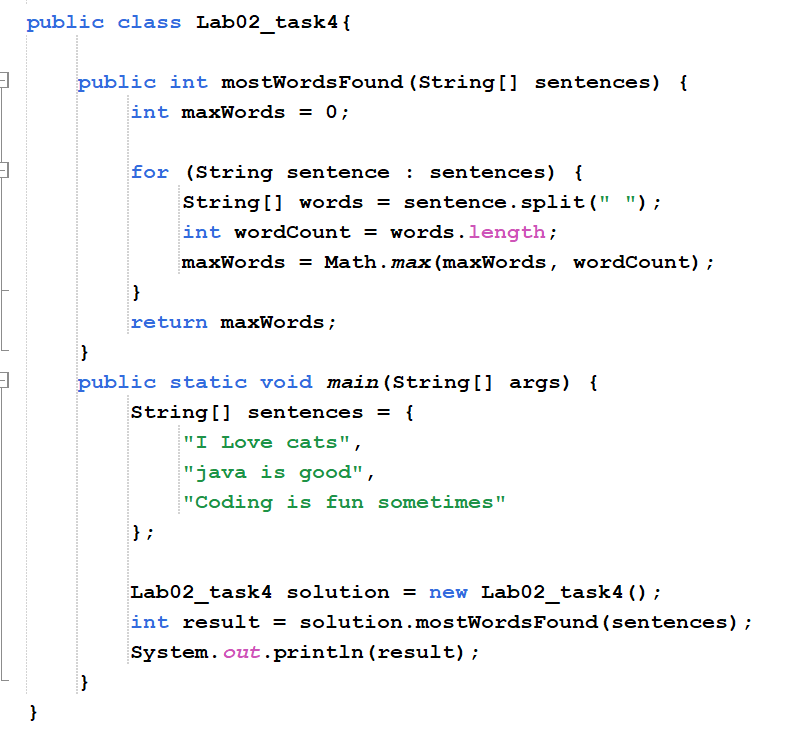 public class Lab02_task4{
public int mostWordsFound(String[] sentences) {
int maxWords = 0;
for (String sentence : sentences) {
String[] words = sentence.split(" ");
int wordCount = words.length;
maxWords = Math.max(maxWords, wordCount);
}
return maxWords;
}
public static void main(String[] args) {
String[] sentences = {
"I Love cats",
"java is good",
"Coding is fun sometimes"
};
Lab02_task4 solution = new Lab02_task4();
int result = solution.mostWordsFound(sentences);
System.out.println(result);
}
}